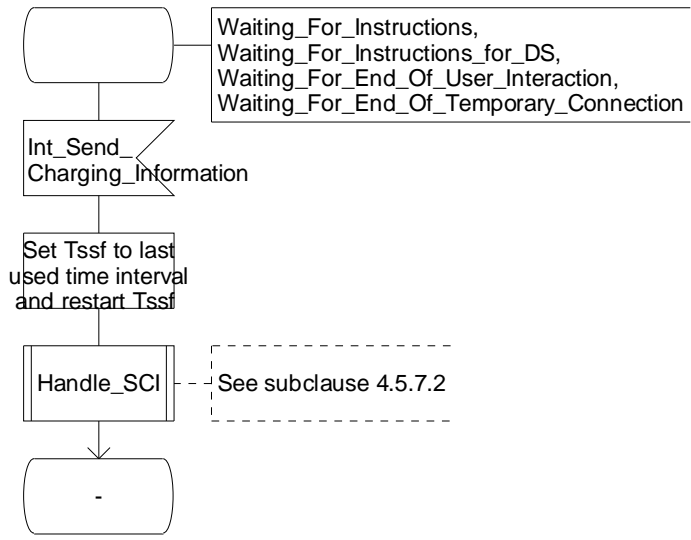 Waiting_For_Instructions,
Waiting_For_Instructions_for_DS,
Waiting_For_End_Of_User_Interaction,
Waiting_For_End_Of_Temporary_Connection
Int_Send_
Charging_Information
Set Tssf to last
used time interval
and restart Tssf
Handle_SCI
See subclause 4.5.7.2
-